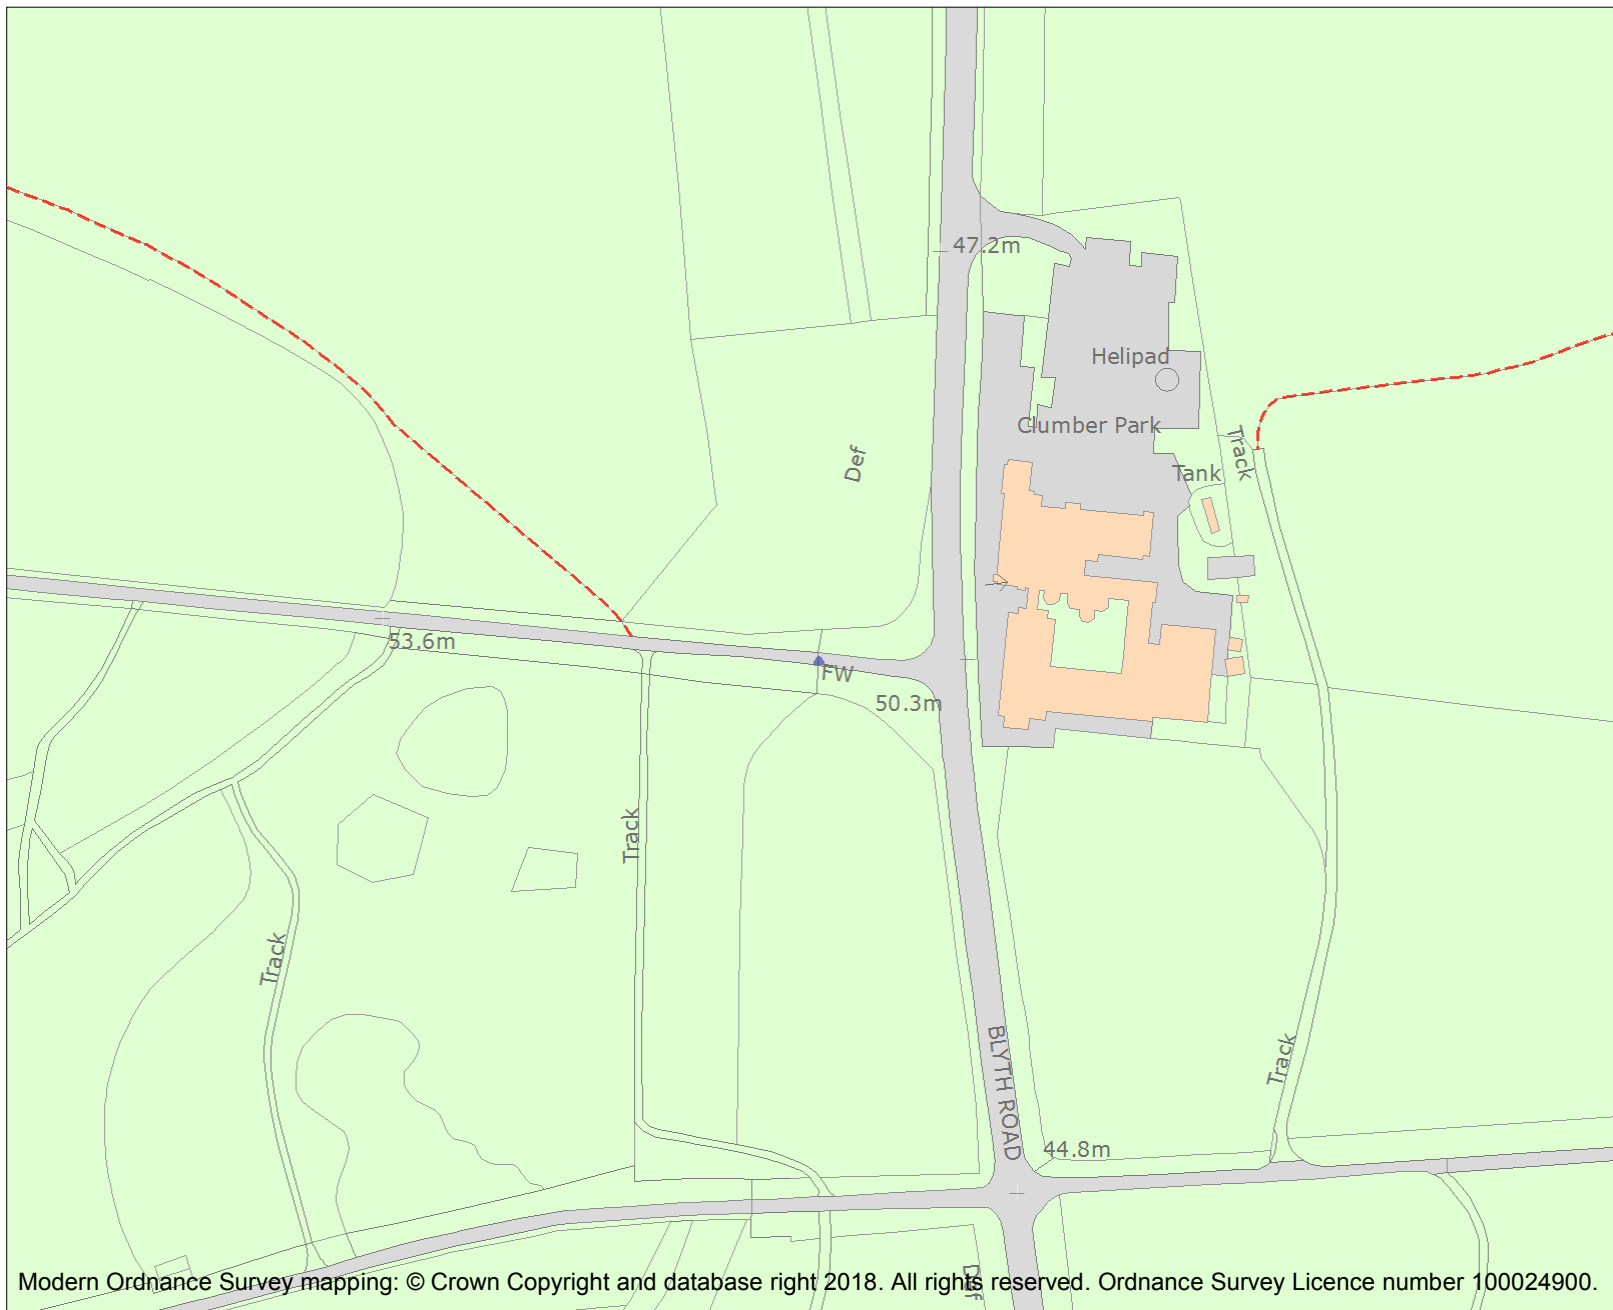 47.2m
Helipad
Clumber Park
Track
Def
Tank
53.6m
FW
50.3m
Track
Track
BLYTH ROAD
Track
44.8m
Def
Modern Ordnance Survey mapping: © Crown Copyright and database right 2018. All rights reserved. Ordnance Survey Licence number 100024900.